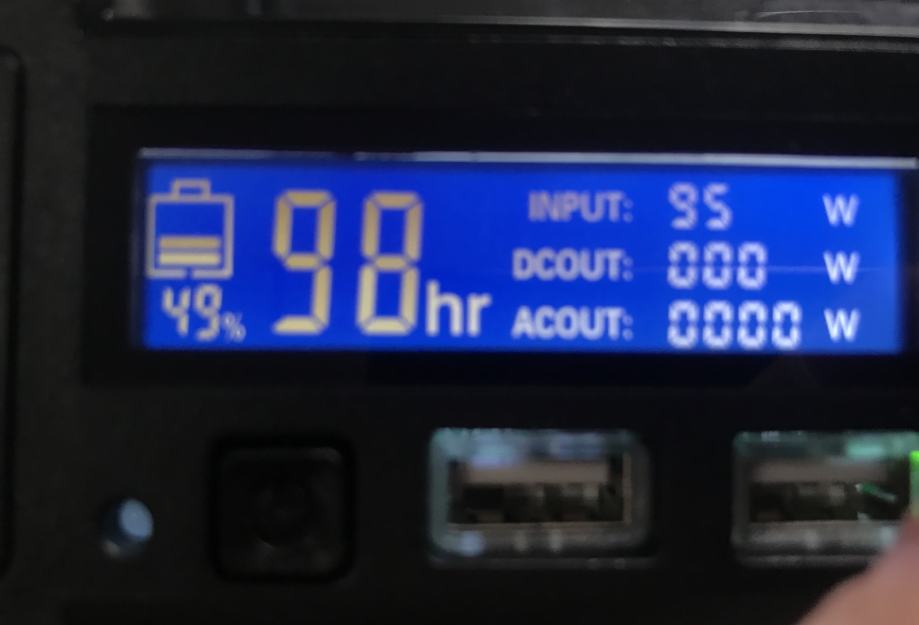 98hr
49%
INPUT: 95 W
DCOUT: 000 W
ACOUT: 0000 W